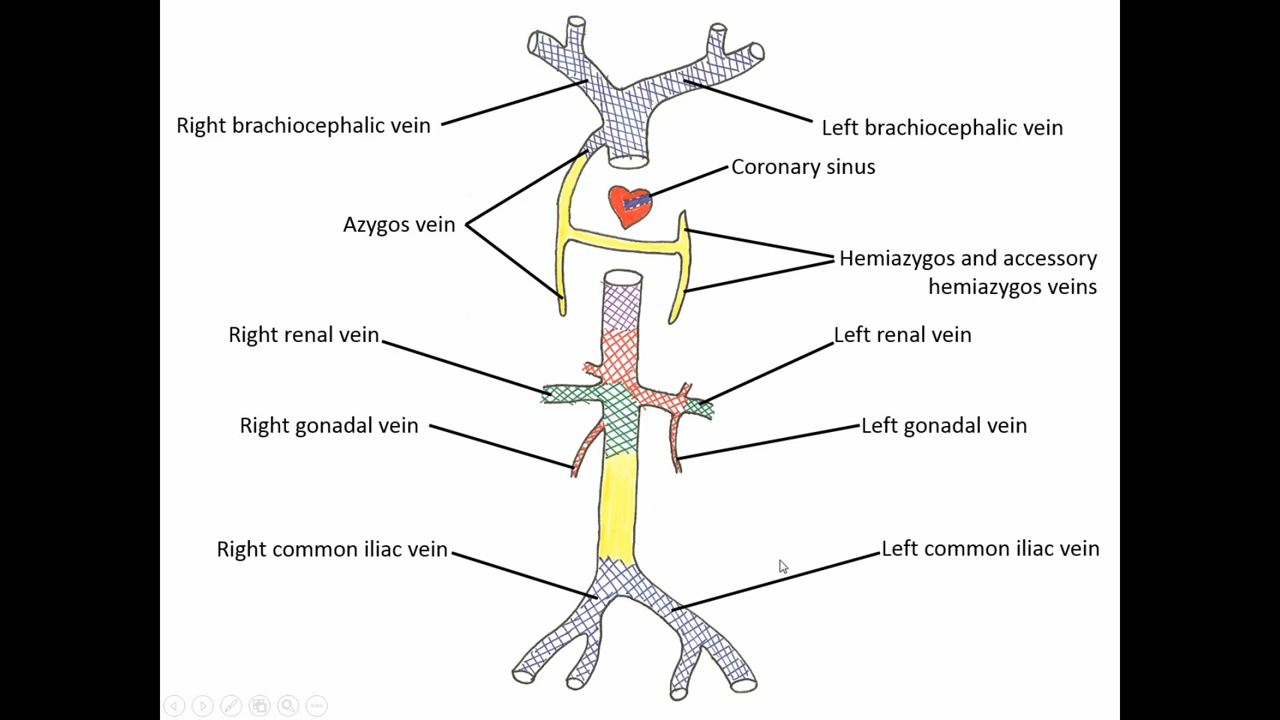 Right brachiocephalic vein
Left brachiocephalic vein
Coronary sinus
Azygos vein
Hemiazygos and accessory
hemiazygos veins
Right renal vein
Left renal vein
Right gonadal vein
Left gonadal vein
Right common iliac vein
Left common iliac vein